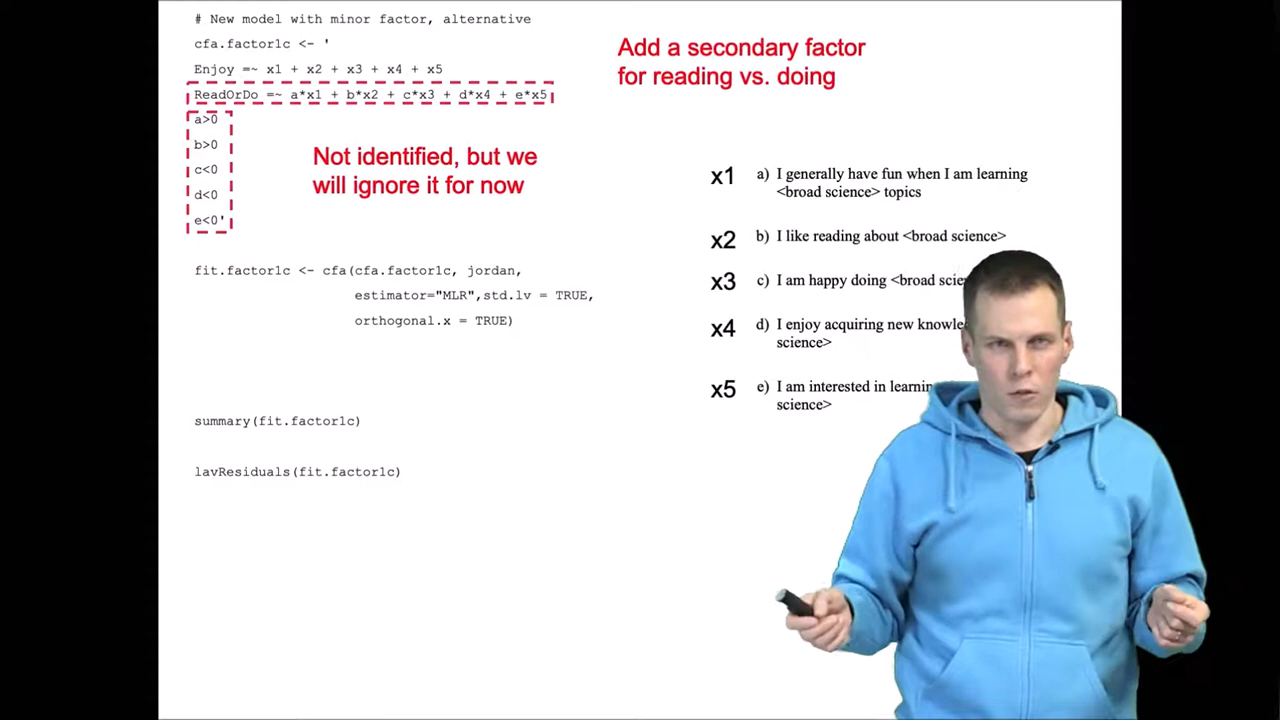 # New model with minor factor, alternative
cfa.factor1c <- '
Enjoy =~ x1 + x2 + x3 + x4 + x5
ReadOrDo =~ a*x1 + b*x2 + c*x3 + d*x4 + e*x5
a>0
b>0
c<0
d<0
e<0'
Not identified, but we
will ignore it for now
fit.factor1c <- cfa(cfa.factor1c, jordan,
estimator="MLR",std.lv = TRUE,
orthogonal.x = TRUE)
summary(fit.factor1c)
lavResiduals(fit.factor1c)
Add a secondary factor
for reading vs. doing
x1 a) I generally have fun when I am learning
<broad science> topics
x2 b) I like reading about <broad science>
x3 c) I am happy doing <broad
x4 d) I enjoy acquiring new
science>
x5 e) I am interested in
science>